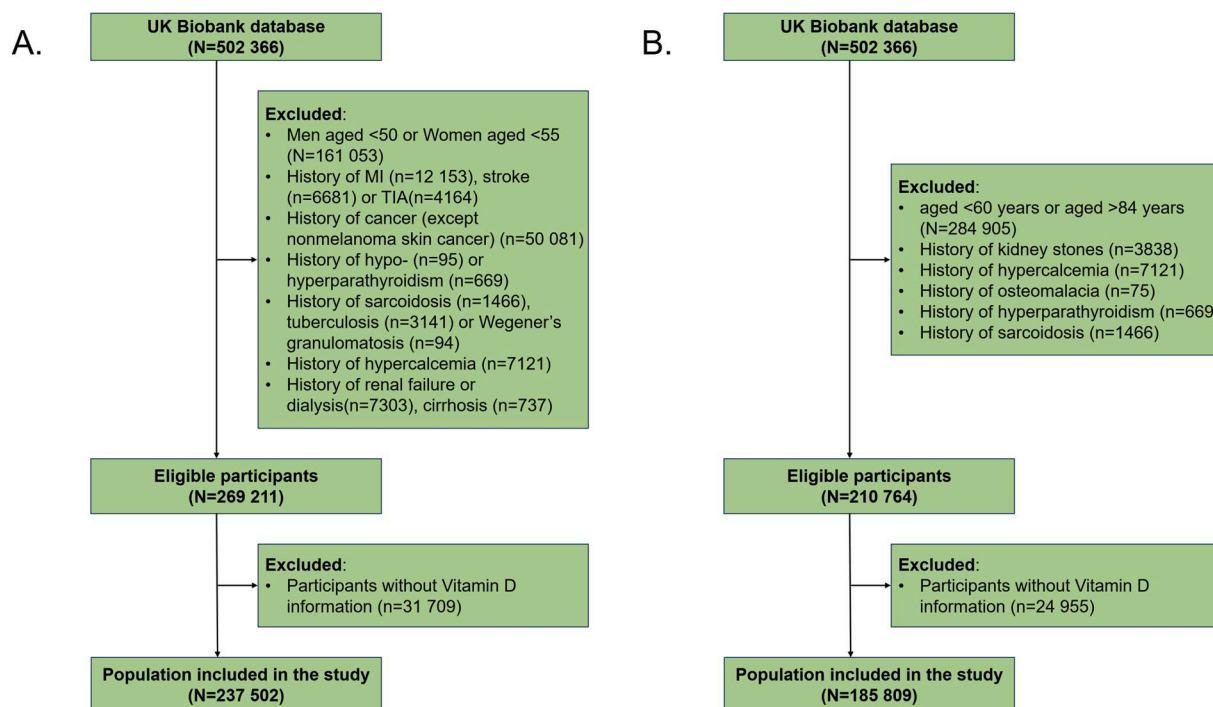 A.
UK Biobank database
(N=502 366)
Excluded:
• Men aged <50 or Women aged <55
(N=161 053)
• History of MI (n=12 153), stroke
(n=6681) or TIA(n=4164)
• History of cancer (except
nonmelanoma skin cancer) (n=50 081)
• History of hypo- (n=95) or
hyperparathyroidism (n=669)
• History of sarcoidosis (n=1466),
tuberculosis (n=3141) or Wegener’s
granulomatosis (n=94)
• History of hypercalcemia (n=7121)
• History of renal failure or
dialysis(n=7303), cirrhosis (n=737)
Eligible participants
(N=269 211)
Excluded:
• Participants without Vitamin D
information (n=31 709)
Population included in the study
(N=237 502)
B.
UK Biobank database
(N=502 366)
Excluded:
• aged <60 years or aged >84 years
(N=284 905)
• History of kidney stones (n=3838)
• History of hypercalcemia (n=7121)
• History of osteomalacia (n=75)
• History of hyperparathyroidism (n=669
• History of sarcoidosis (n=1466)
Eligible participants
(N=210 764)
Excluded:
• Participants without Vitamin D
information (n=24 955)
Population included in the study
(N=185 809)